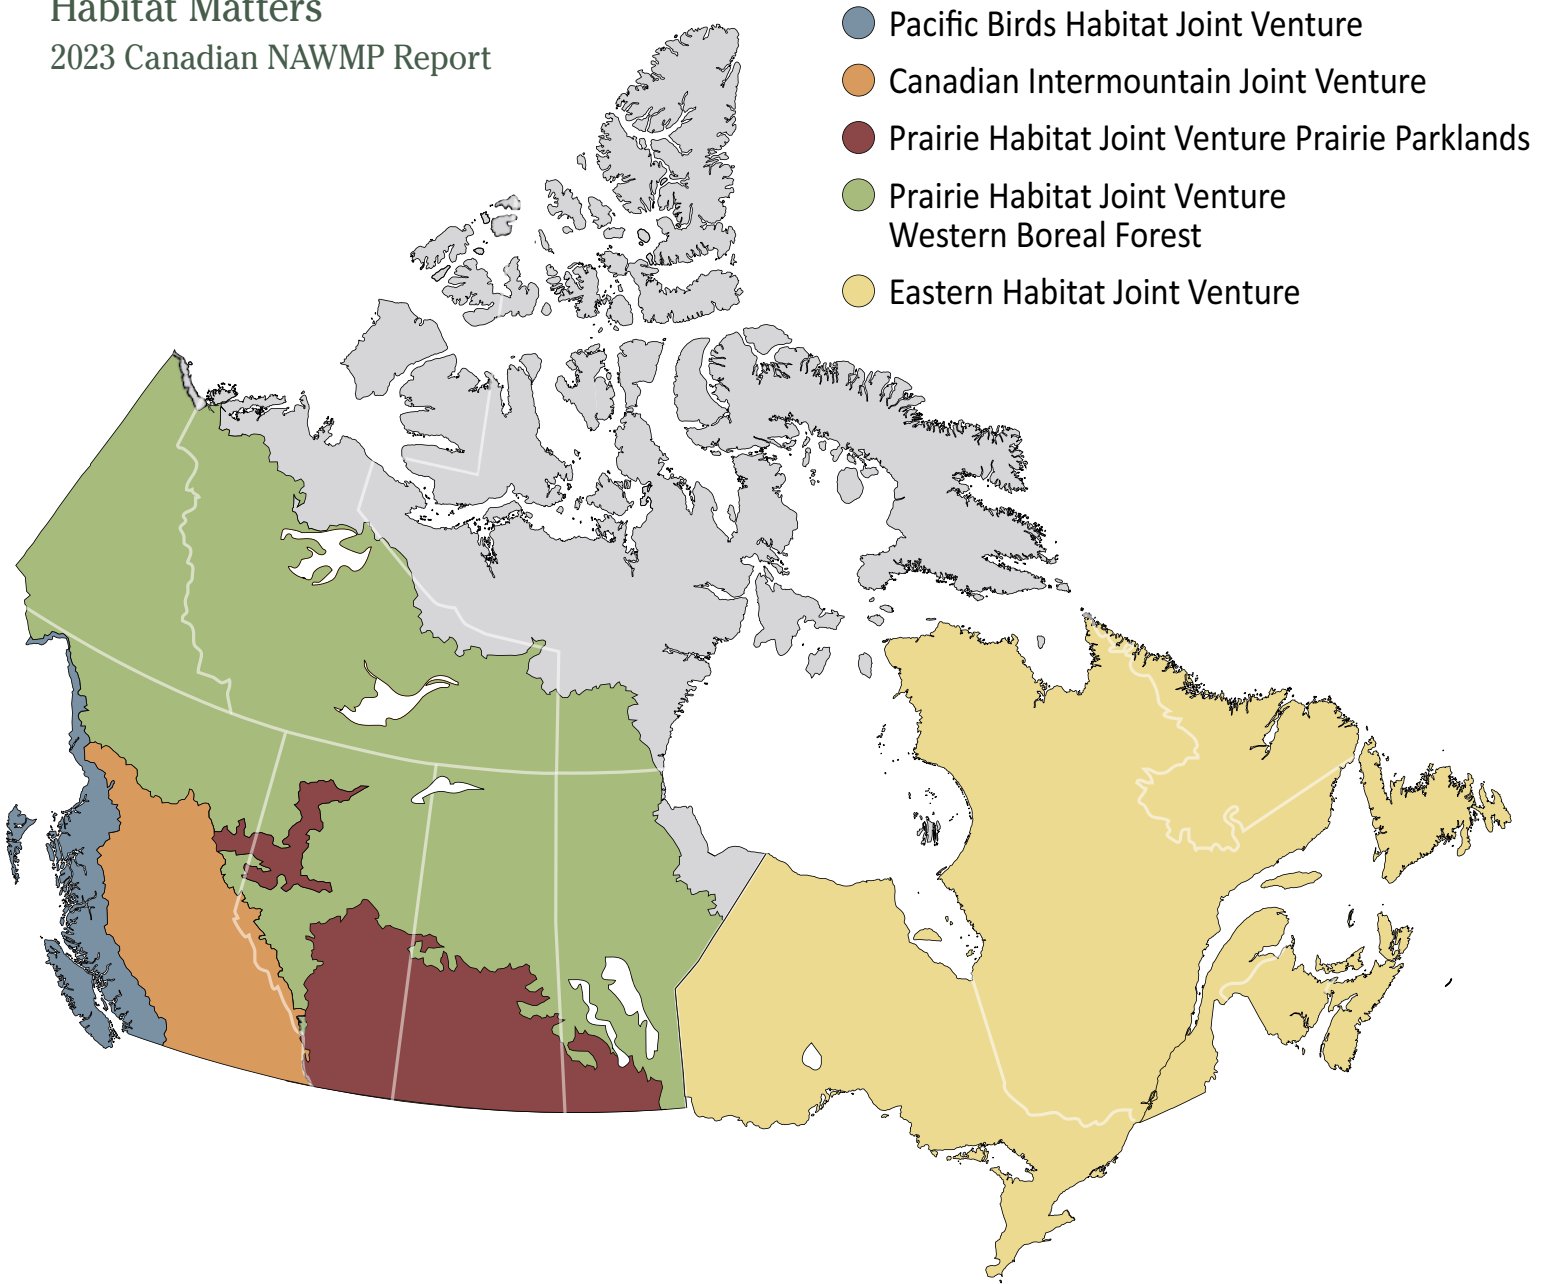 Habitat Matters
2023 Canadian NAWMP Report
Pacific Birds Habitat Joint Venture
Canadian Intermountain Joint Venture
Prairie Habitat Joint Venture Prairie Parklands
Prairie Habitat Joint Venture
Western Boreal Forest
Eastern Habitat Joint Venture